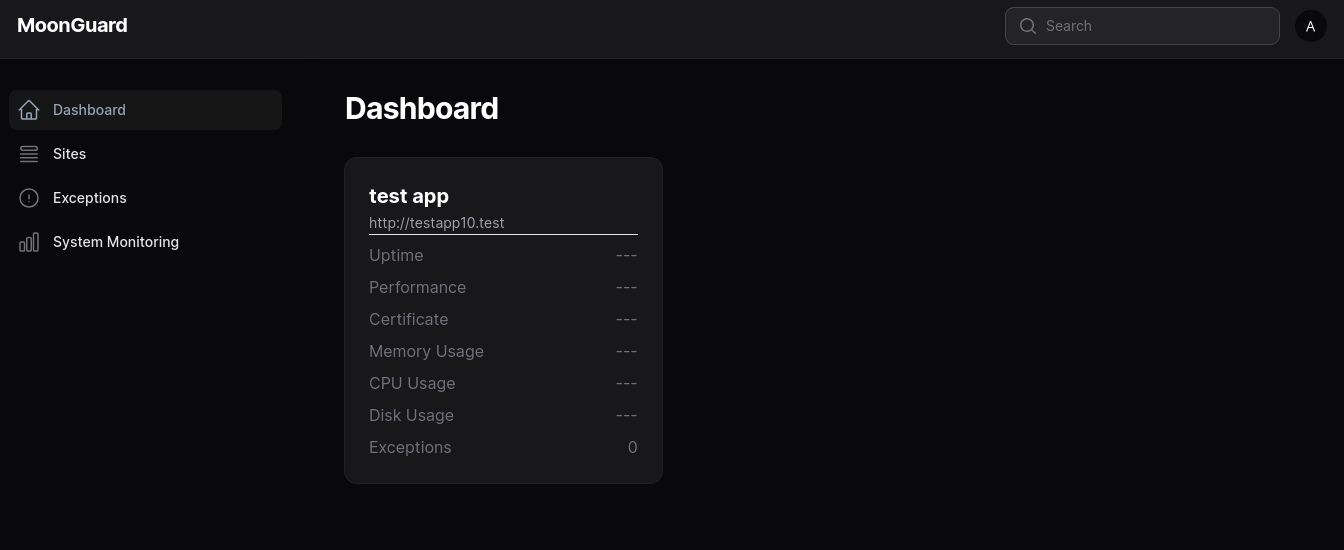 MoonGuard
Search
A
Dashboard
Sites
Exceptions
System Monitoring
Dashboard
test app
http://testapp10.test
Uptime ---
Performance ---
Certificate ---
Memory Usage ---
CPU Usage ---
Disk Usage ---
Exceptions 0